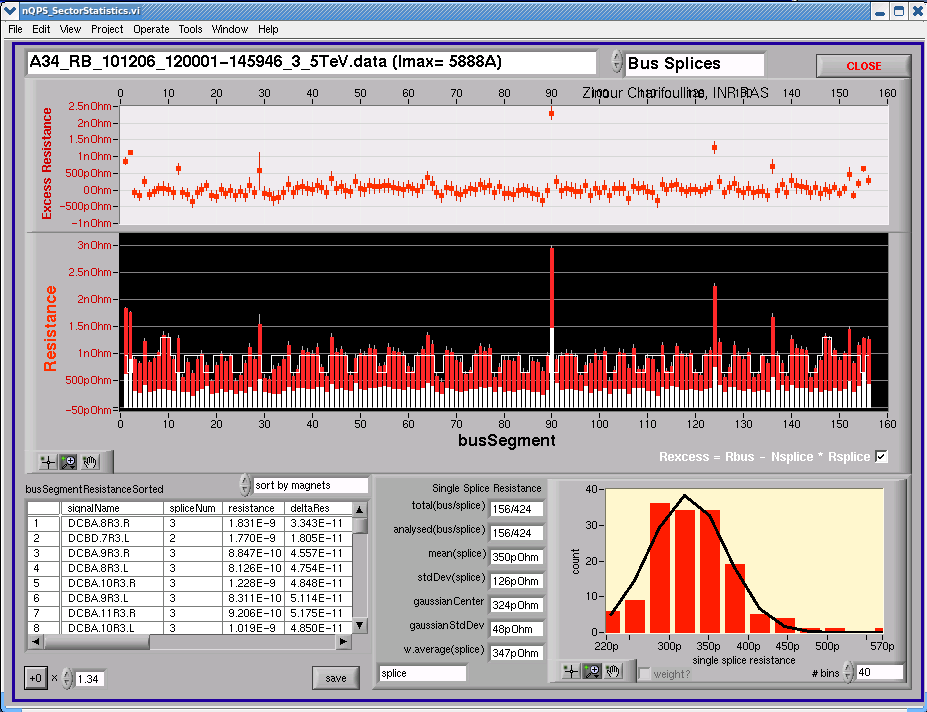 nQPS_SectorStatistics.vi
File Edit View Project Operate Tools Window Help
A34_RB_101206_120001-145946_3_5TeV.data (Imax= 5888A)
Bus Splices
CLOSE
0 10 20 30 40 50 60 70 80 90 100 110 120 130 140 150 160
Zinour Charifoulline, INR RAS
Excess Resistance
2.5nOhm
2nOhm
1.5nOhm
1nOhm
500pOhm
00hm
-500pOhm
-1nOhm
Resistance
3nOhm
2.5nOhm
2nOhm
1.5nOhm
1nOhm
500pOhm
-50pOhm
0 10 20 30 40 50 60 70 80 90 100 110 120 130 140 150 160
busSegment
Rexcess = Rbus - Nsplice * Rsplice
busSegmentResistanceSorted
sort by magnets
signalName spliceNum resistance deltaRes
1 DCBA.8R3.R 3 1.831E-9 3.343E-11
2 DCBD.7R3.L 2 1.770E-9 1.805E-11
3 DCBA.9R3.R 3 8.847E-10 4.557E-11
4 DCBA.8R3.L 3 8.126E-10 4.754E-11
5 DCBA.10R3.R 3 1.228E-9 4.848E-11
6 DCBA.9R3.L 3 8.311E-10 5.114E-11
7 DCBA.11R3.R 3 9.206E-10 5.175E-11
8 DCBA.10R3.L 3 1.019E-9 4.850E-11
+0 x 1.34
save
Single Splice Resistance
total(bus/splice) 156/424
analysed(bus/splice) 156/424
mean(splice) 350pOhm
stdDev(splice) 126pOhm
gaussianCenter 324pOhm
gaussianStdDev 48pOhm
w.average(splice) 347pOhm
splice
count
40
30
20
10
0
220p 300p 350p 400p 450p 500p 570p
single splice resistance
weight?
# bins 40